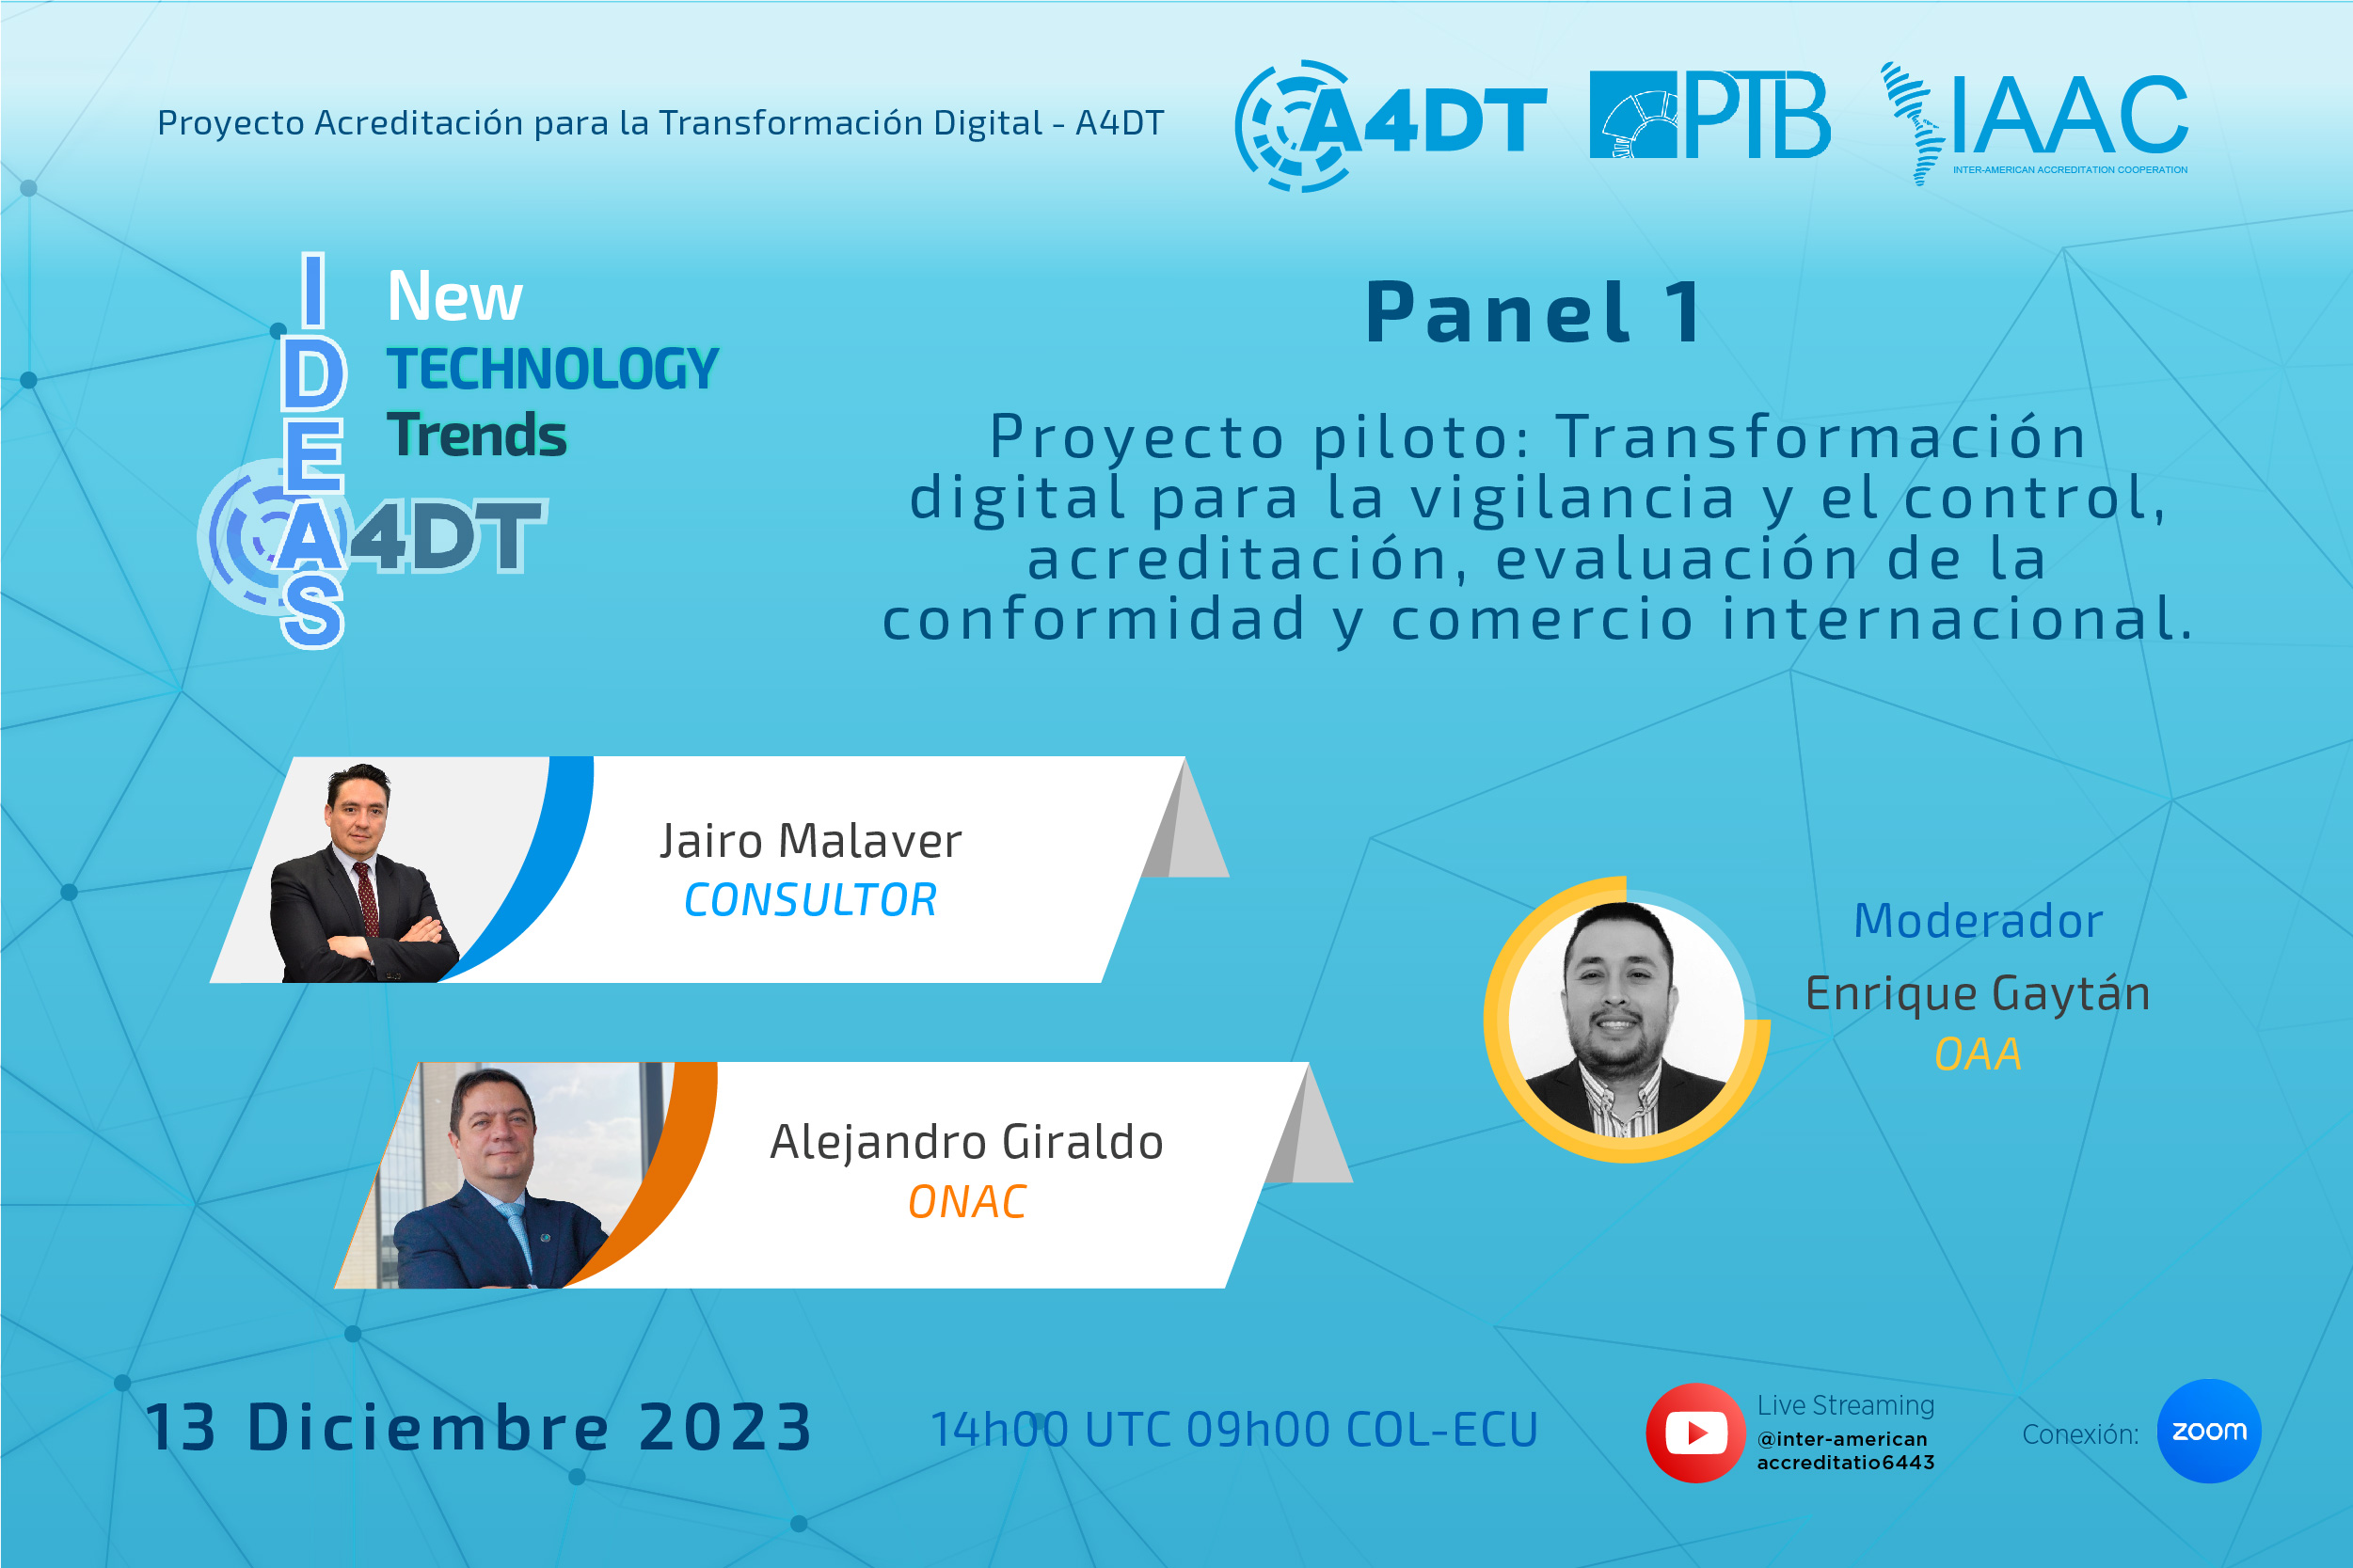 Proyecto Acreditación para la Transformación Digital - A4DT
A4DT
PTB
IAAC
INTER-AMERICAN ACCREDITATION COOPERATION
IDEAS
New
TECHNOLOGY
Trends
A4DT
Panel 1
Proyecto piloto: Transformación
digital para la vigilancia y el control,
acreditación, evaluación de la
conformidad y comercio internacional.
Jairo Malaver
CONSULTOR
Alejandro Giraldo
ONAC
Moderador
Enrique Gaytán
OAA
13 Diciembre 2023
14h00 UTC 09h00 COL-ECU
Live Streaming
@inter-american
accreditatio6443
Conexión:
zoom